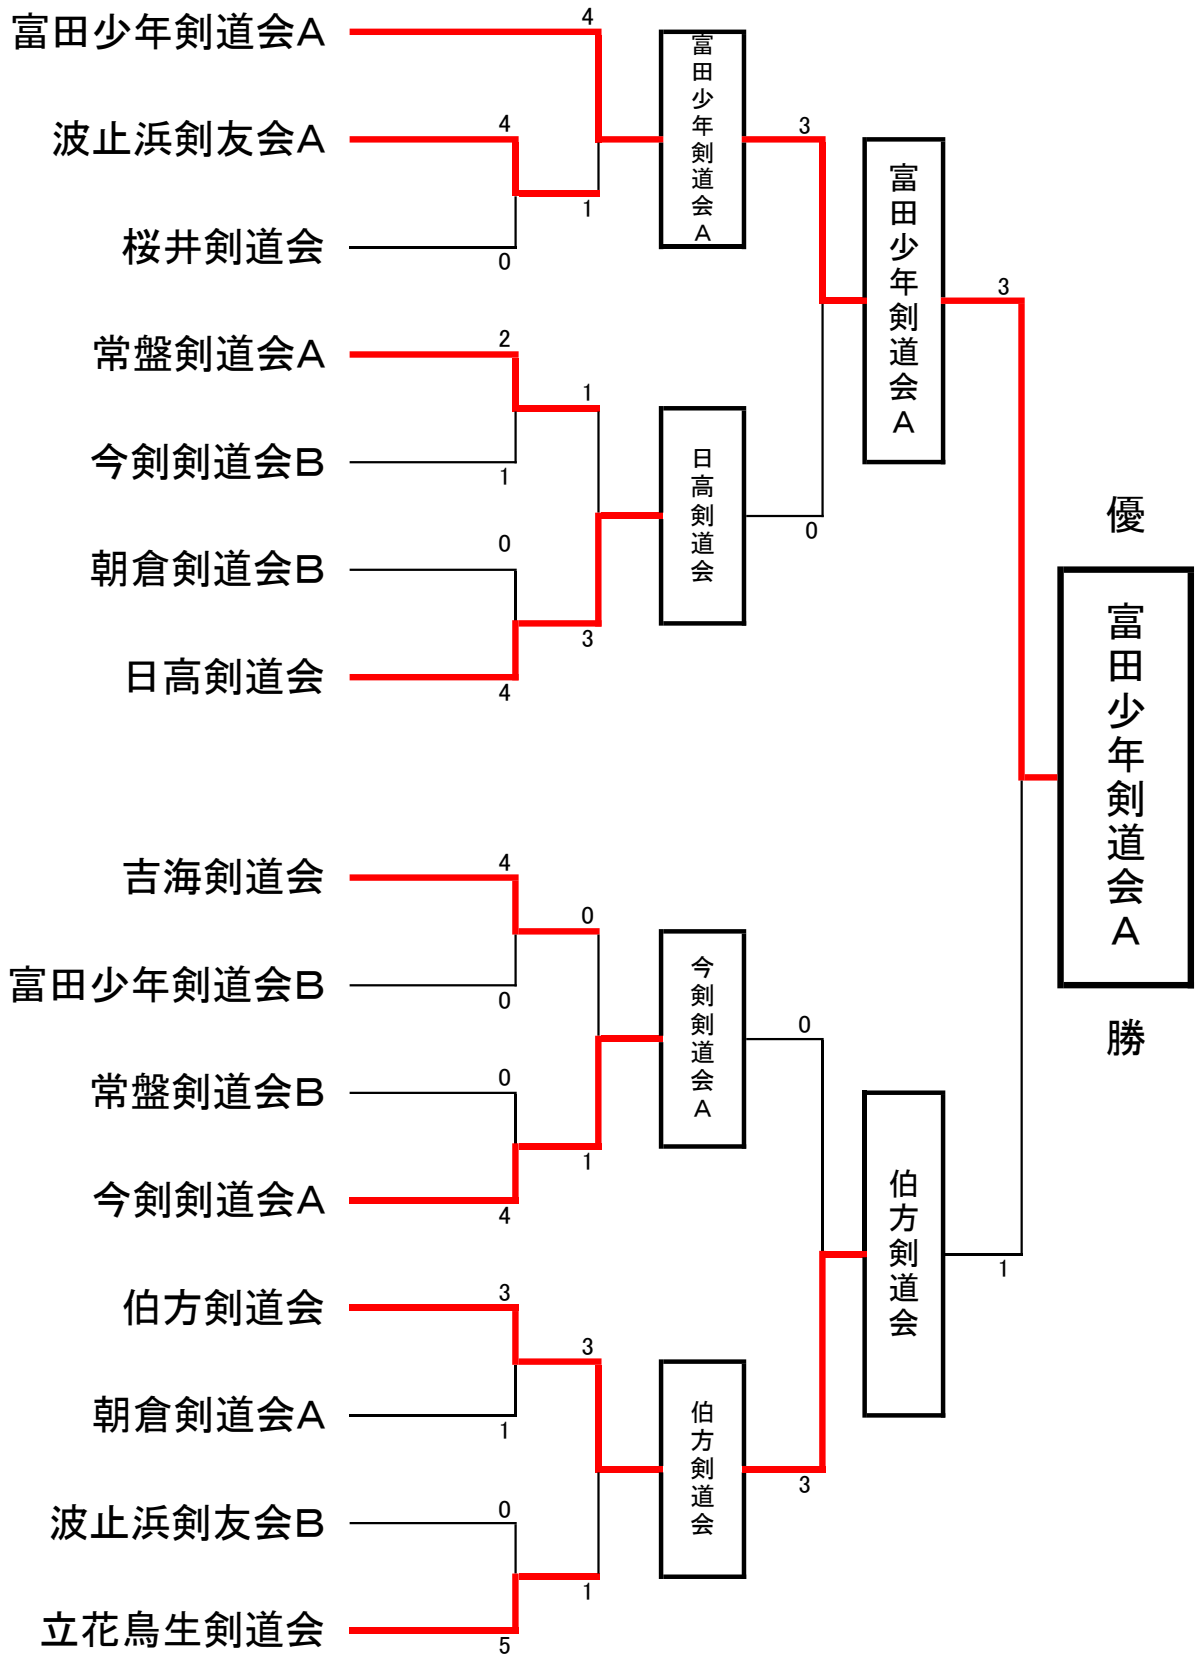 富田少年剣道会A
波止浜剣友会A
桜井剣道会
常盤剣道会A
今剣剣道会B
朝倉剣道会B
日高剣道会
吉海剣道会
富田少年剣道会B
常盤剣道会B
今剣剣道会A
伯方剣道会
朝倉剣道会A
波止浜剣友会B
立花鳥生剣道会
4
0
2
1
0
4
4
0
0
4
3
1
0
5
4
1
1
3
0
1
3
1
富田少年剣道会A
日高剣道会
今剣剣道会A
伯方剣道会
3
0
0
3
富田少年剣道会A
伯方剣道会
3
1
優
富田少年剣道会A
勝